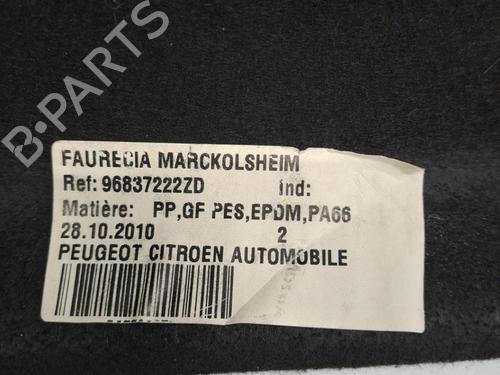 B-PARTS
FAURECIA MARCKOLSHEIM
Ref: 96837222ZD Ind:
Matière: PP,GF PES,EPDM,PA66
28.10.2010 2
PEUGEOT CITROEN AUTOMOBILE